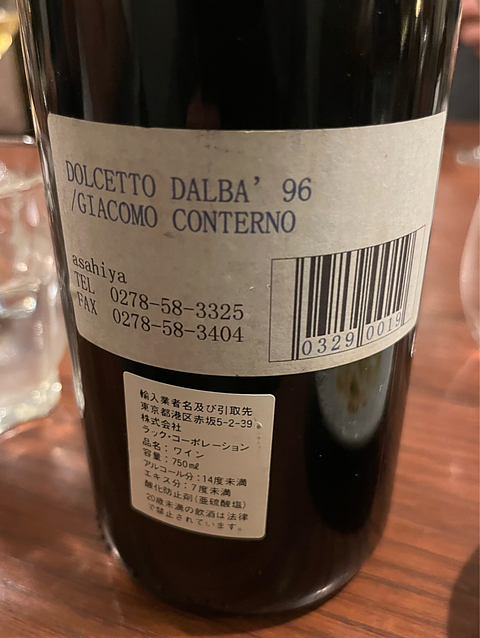 DOLCETTO DALBA' 96
/GIACOMO CONTERNO
asahiya
TEL 0278-58-3325
FAX 0278-58-3404
0329 0019
輸入業者名及び引取先
東京都港区赤坂5-2-39
株式会社
ラック・コーポレーション
品名：ワイン
容量：750㎖
アルコール分：14度未満
エキス分：7度未満
酸化防止剤(亜硫酸塩)
20歳未満の飲酒は法律
で禁止されています。